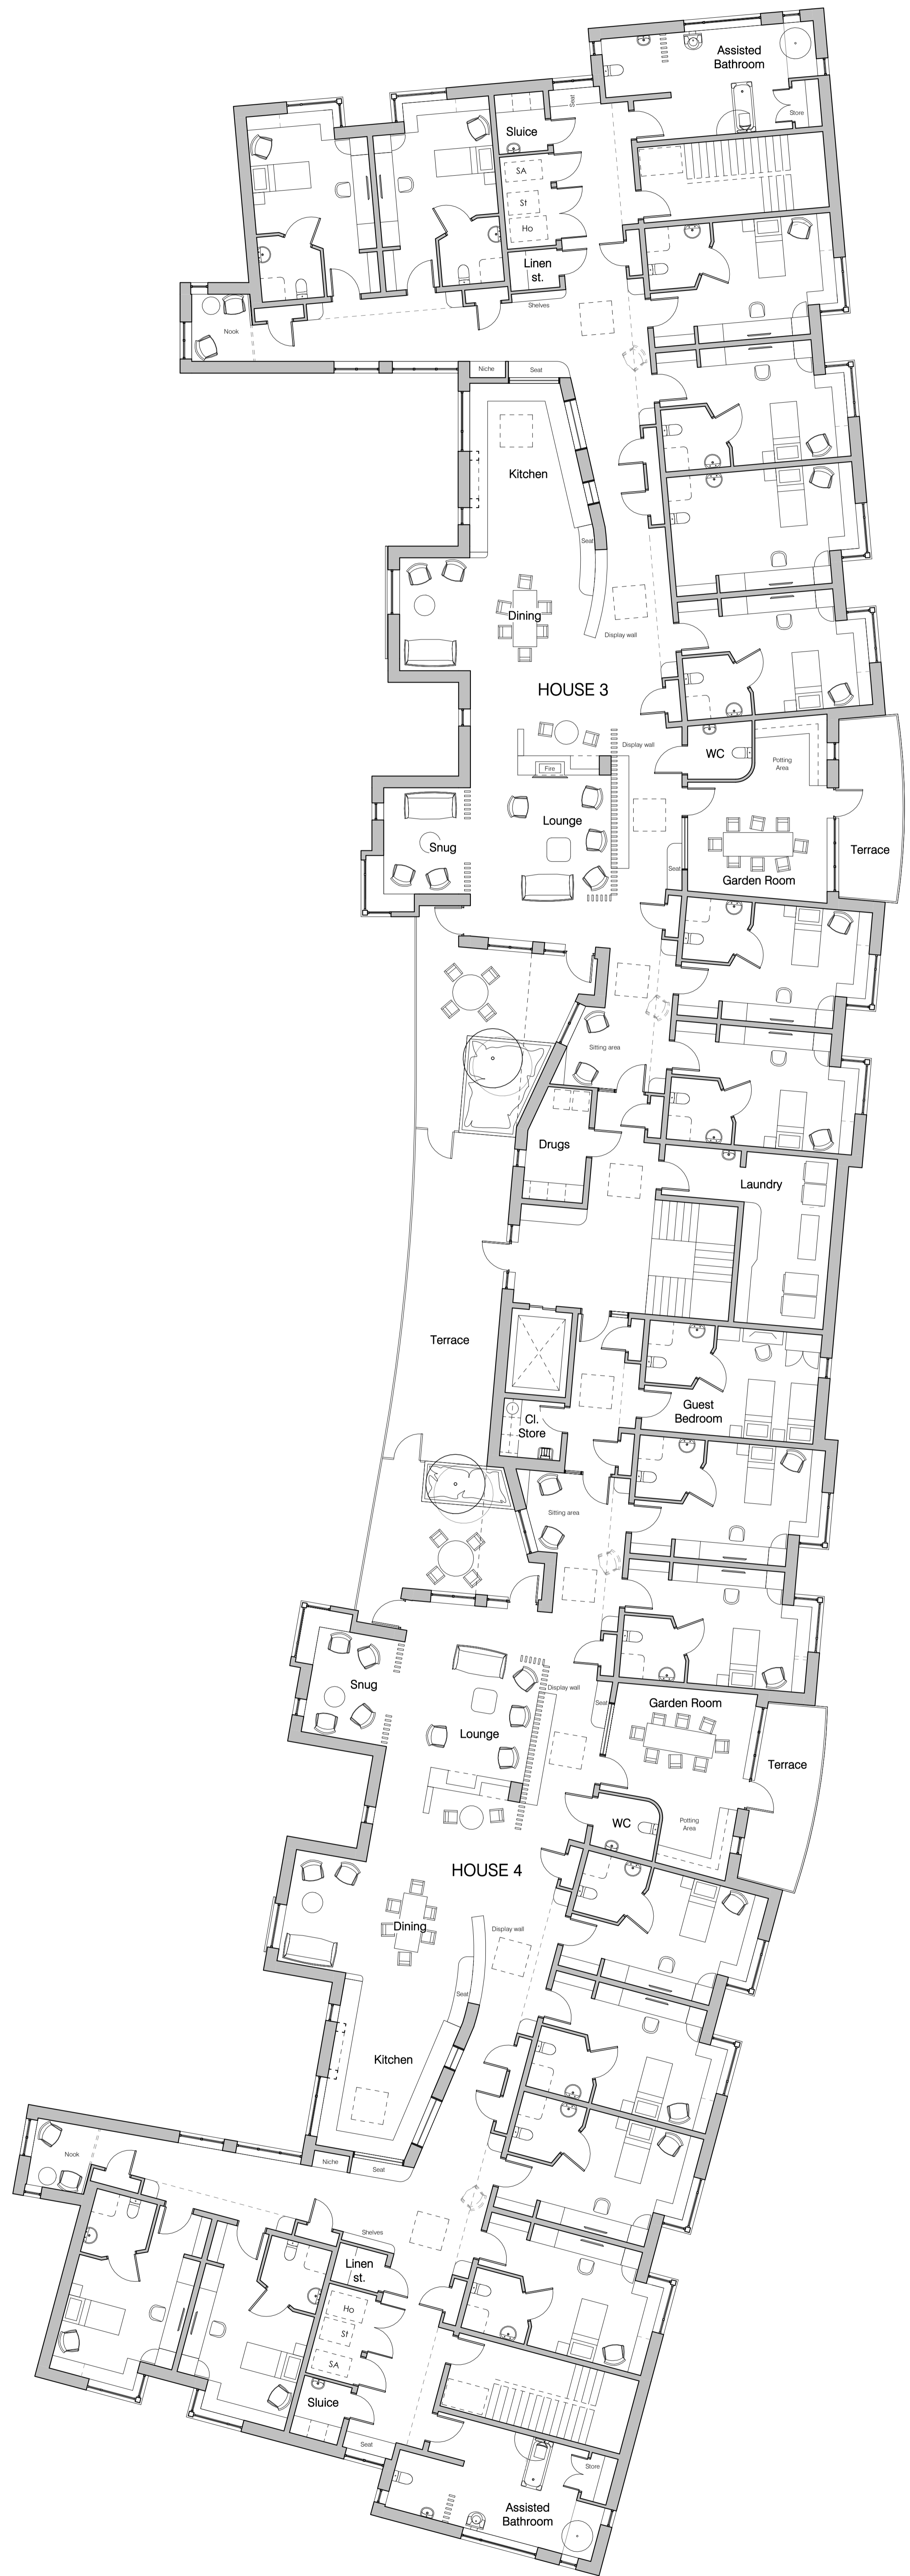 Assisted
Bathroom
Store
Seat
Sluice
SA
St
Ho
Linen
st.
Shelves
Nook
Niche
Seat
Kitchen
Seat
Dining
Display wall
HOUSE 3
Display wall
WC
Potting
Area
Fire
Lounge
Snug
Seat
Garden Room
Terrace
Sitting area
Drugs
Laundry
Terrace
Guest
Bedroom
Cl.
Store
Sitting area
Snug
Lounge
Display wall
Seat
Garden Room
Terrace
WC
Potting
Area
HOUSE 4
Dining
Display wall
Seat
Kitchen
Nook
Niche
Seat
Shelves
Linen
st.
Ho
St
SA
Sluice
Seat
Store
Assisted
Bathroom